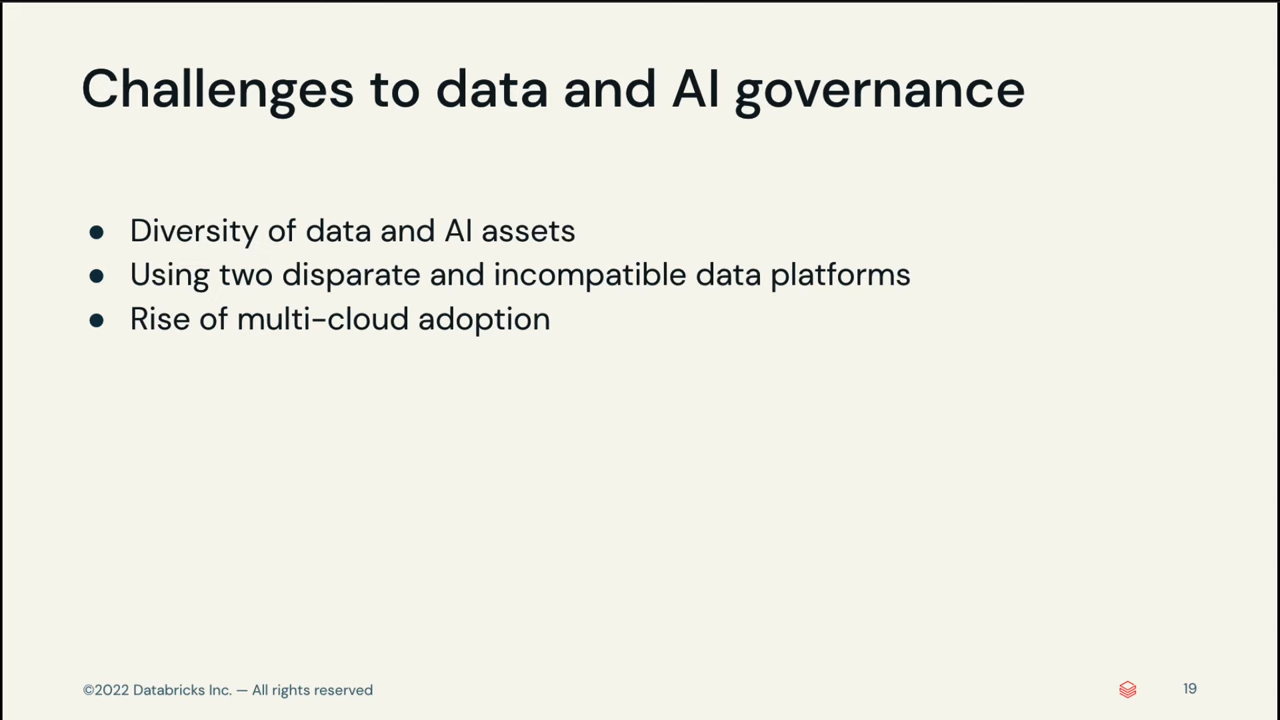 Challenges to data and AI governance
● Diversity of data and AI assets
● Using two disparate and incompatible data platforms
● Rise of multi-cloud adoption
©2022 Databricks Inc. — All rights reserved
19